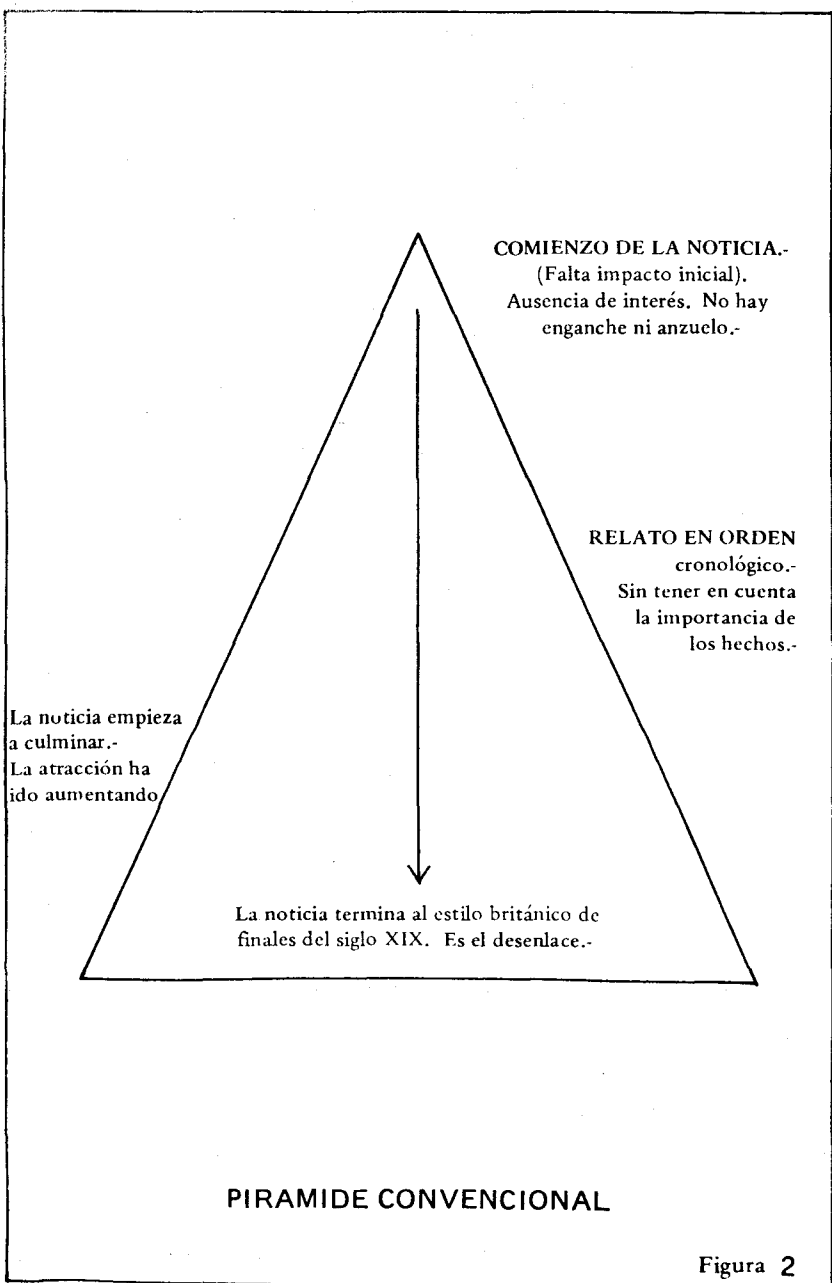 COMIENZO DE LA NOTICIA.-
(Falta impacto inicial).
Ausencia de interés. No hay
enganche ni anzuelo.-
RELATO EN ORDEN
cronológico.-
Sin tener en cuenta
la importancia de
los hechos.-
La noticia empieza
a culminar.-
La atracción ha
ido aumentando
La noticia termina al estilo británico de
finales del siglo XIX. Es el desenlace.-
PIRAMIDE CONVENCIONAL
Figura 2